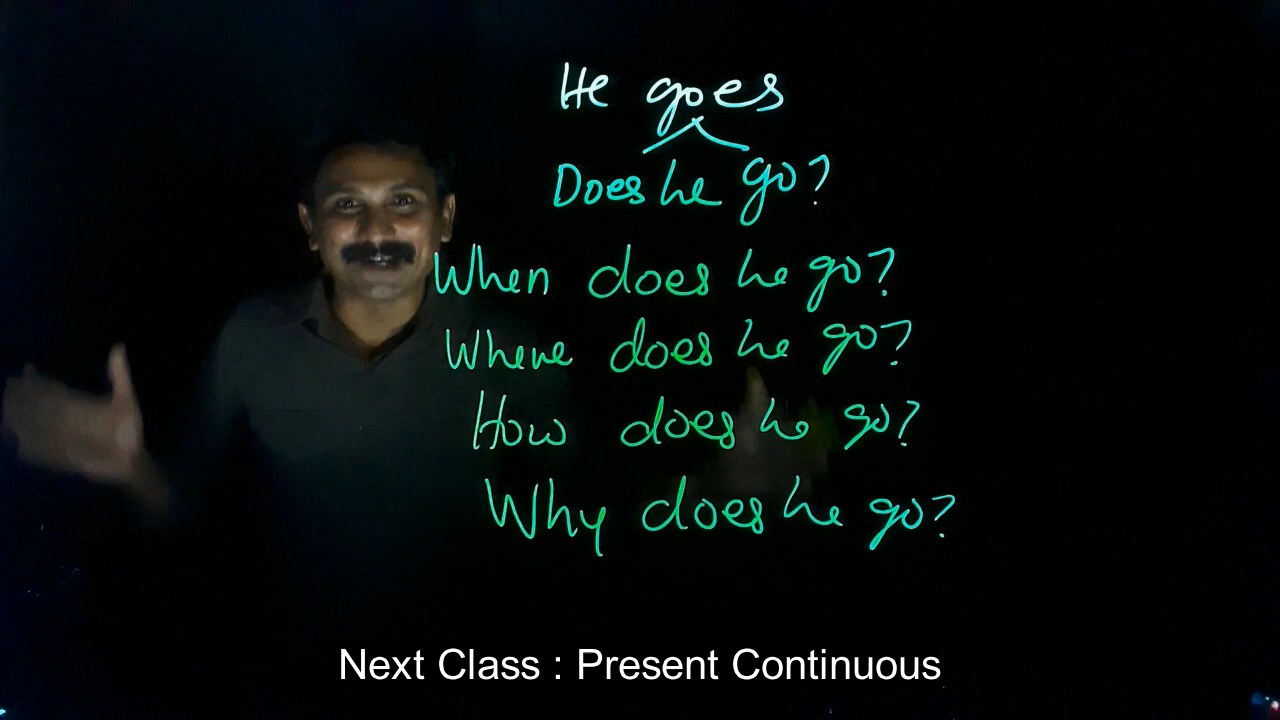 He goes
Does he go?
When does he go?
Where does he go?
How does he go?
Why does he go?
Next Class : Present Continuous